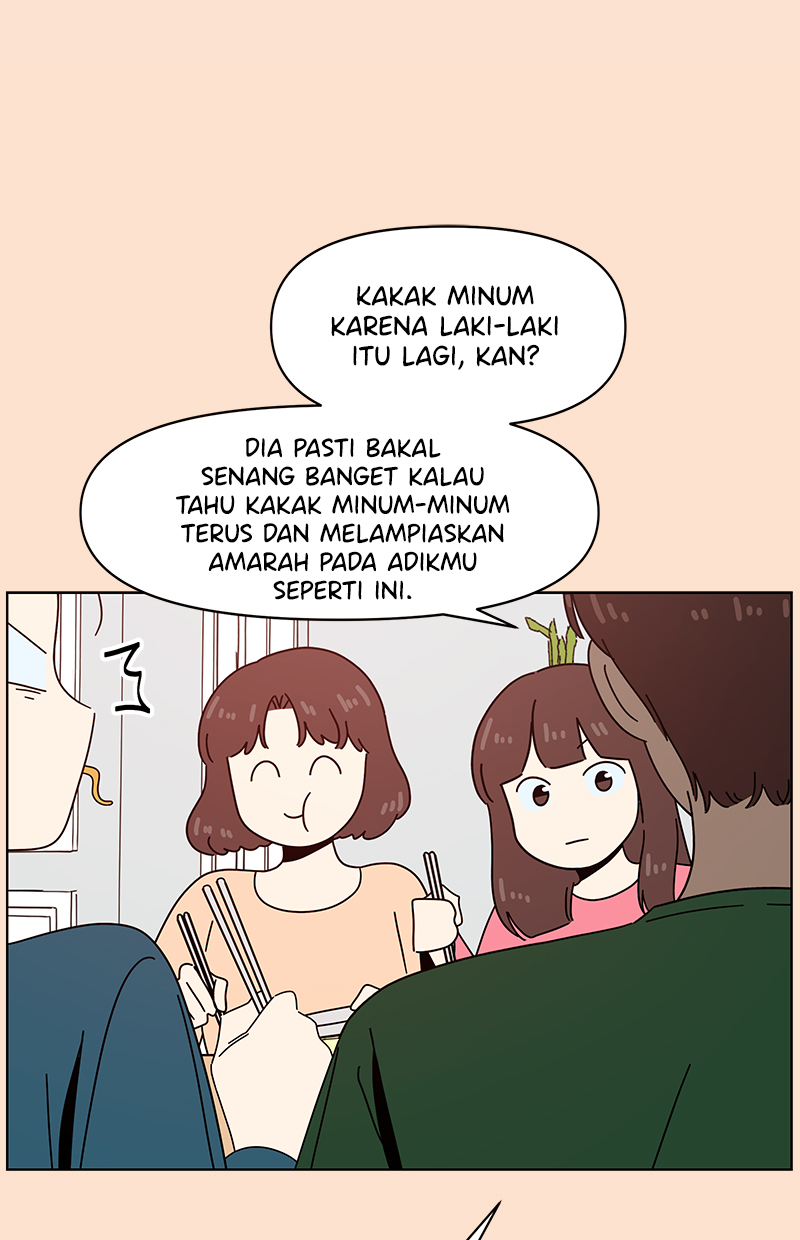 KAKAK MINUM
KARENA LAKI-LAKI
ITU LAGI, KAN?
DIA PASTI BAKAL
SENANG BANGET KALAU
TAHU KAKAK MINUM-MINUM
TERUS DAN MELAMPIASKAN
AMARAH PADA ADIKMU
SEPERTI INI.